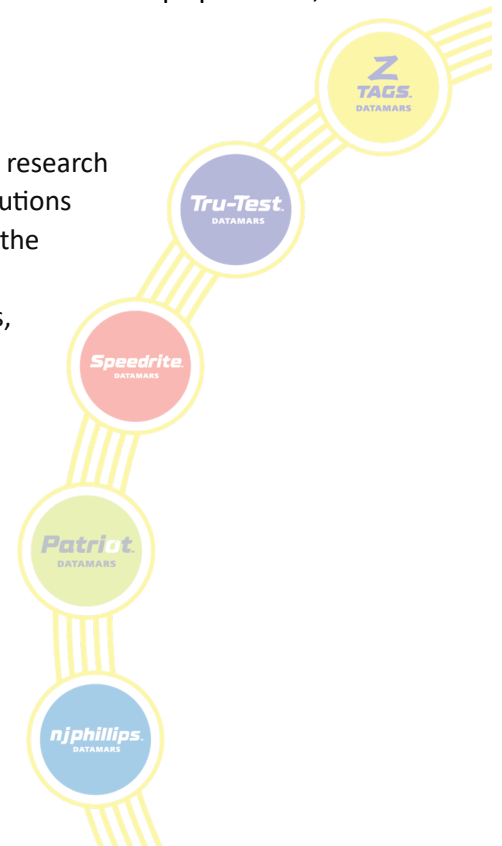 research
utions
the
s,
Z
TAGS.
DATAMARS
Tru-Test.
DATAMARS
Speedrite.
DATAMARS
Patriot.
DATAMARS
njphillips.
DATAMARS